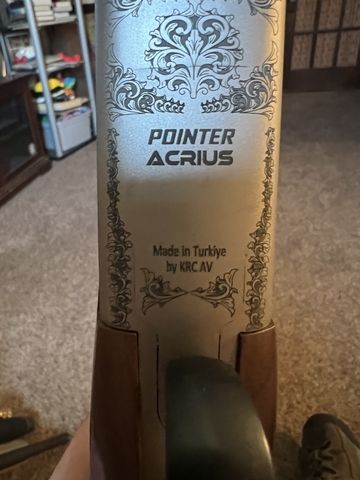 POINTER
ACRIUS
Made in Turkiye
by KRC AV